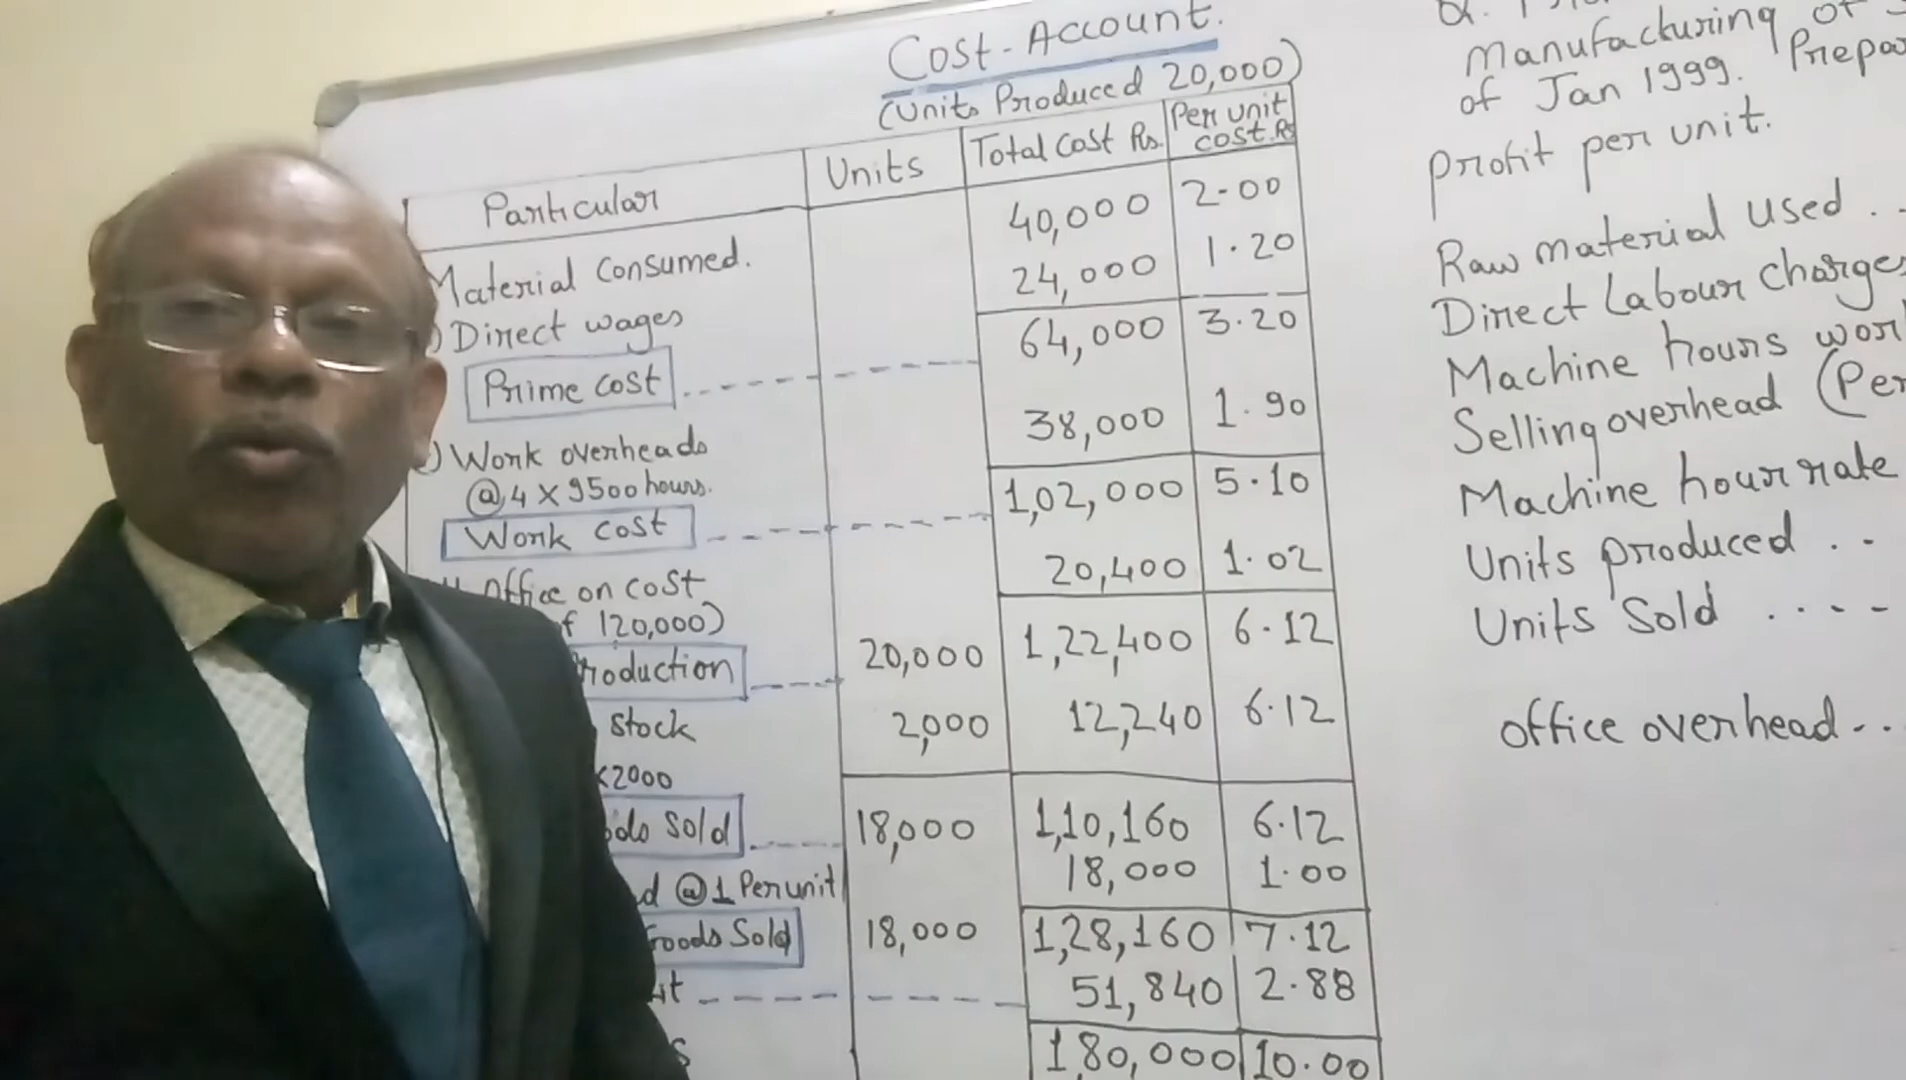 Cost-Account.
(Units Produced 20,000)
Particular Units Total Cost Rs. Per unit cost. Rs
Material Consumed. 40,000 2-00
) Direct wages 24,000 1.20
Prime cost 64,000 3.20
) Work overheads 38,000 1.90
@ 4 X 9500 hours.
Work cost 1,02,000 5.10
office on cost 20,400 1.02
f 120,000)
roduction 20,000 1,22,400 6.12
stock 2,000 12,240 6.12
x2000
Sold 18,000 1,10,160 6.12
d @ 1 Per unit 18,000 1.00
Goods Sold 18,000 1,28,160 7.12
it 51,840 2.88
s 1,80,000 10.00
Manufacturing of
of Jan 1999. Prepa
profit per unit.
Raw material used . .
Direct Labour charges
Machine hours wor
Selling overhead (Per
Machine hour rate
Units produced . . -
Units Sold . . - -
office overhead - . .